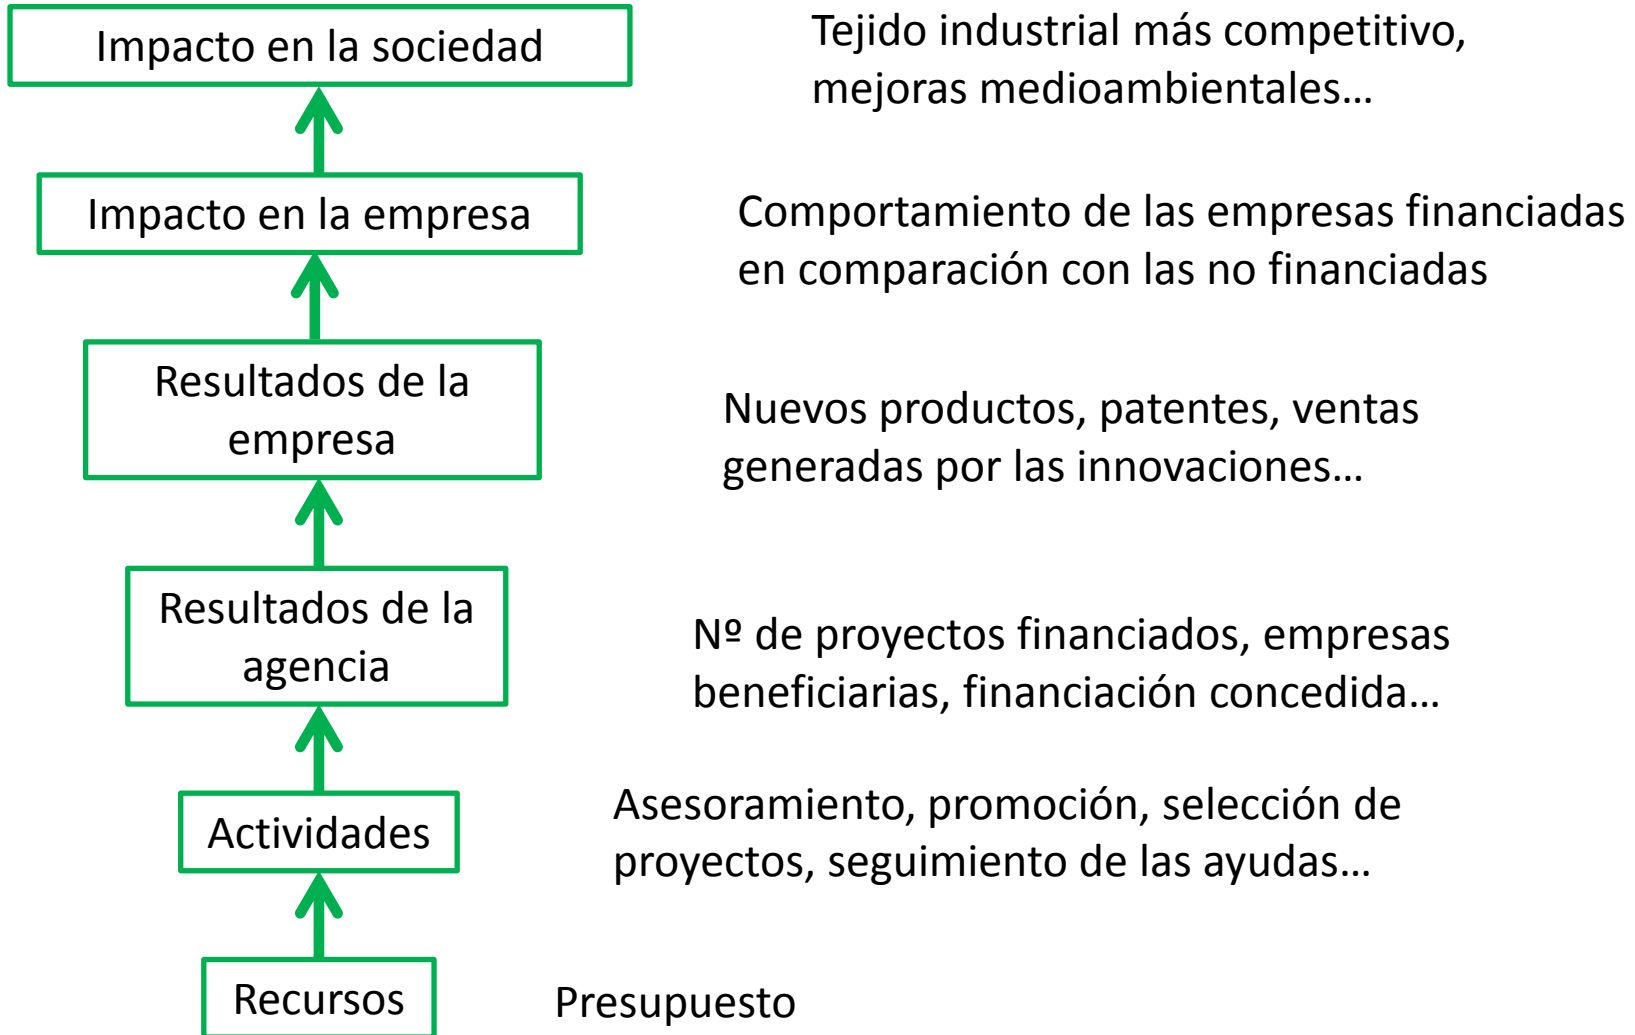 Impacto en la sociedad
Tejido industrial más competitivo,
mejoras medioambientales…
Impacto en la empresa
Comportamiento de las empresas financiadas
en comparación con las no financiadas
Resultados de la
empresa
Nuevos productos, patentes, ventas
generadas por las innovaciones…
Resultados de la
agencia
Nº de proyectos financiados, empresas
beneficiarias, financiación concedida…
Actividades
Asesoramiento, promoción, selección de
proyectos, seguimiento de las ayudas…
Recursos
Presupuesto